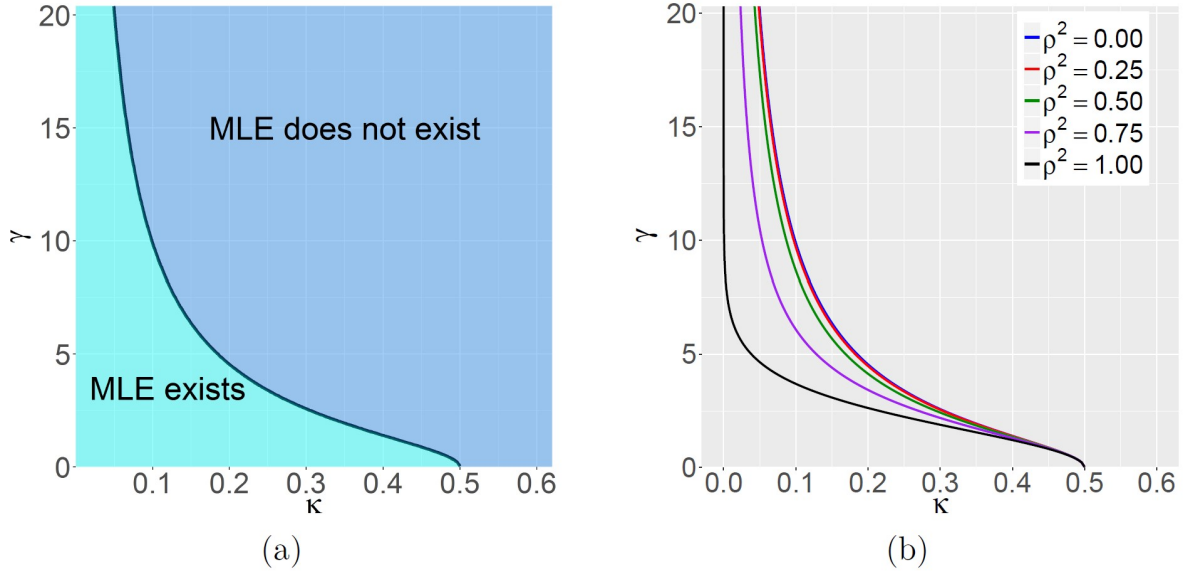 20
15
10
5
0
γ
MLE does not exist
MLE exists
0.1 0.2 0.3 0.4 0.5 0.6
κ
(a)
20
15
10
5
0
γ
ρ² = 0.00
ρ² = 0.25
ρ² = 0.50
ρ² = 0.75
ρ² = 1.00
0.0 0.1 0.2 0.3 0.4 0.5 0.6
κ
(b)